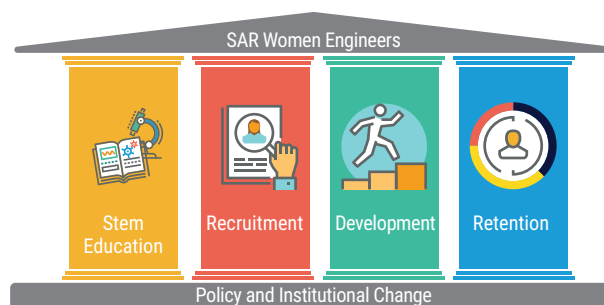 SAR Women Engineers
Stem
Education
Recruitment
Development
Retention
Policy and Institutional Change